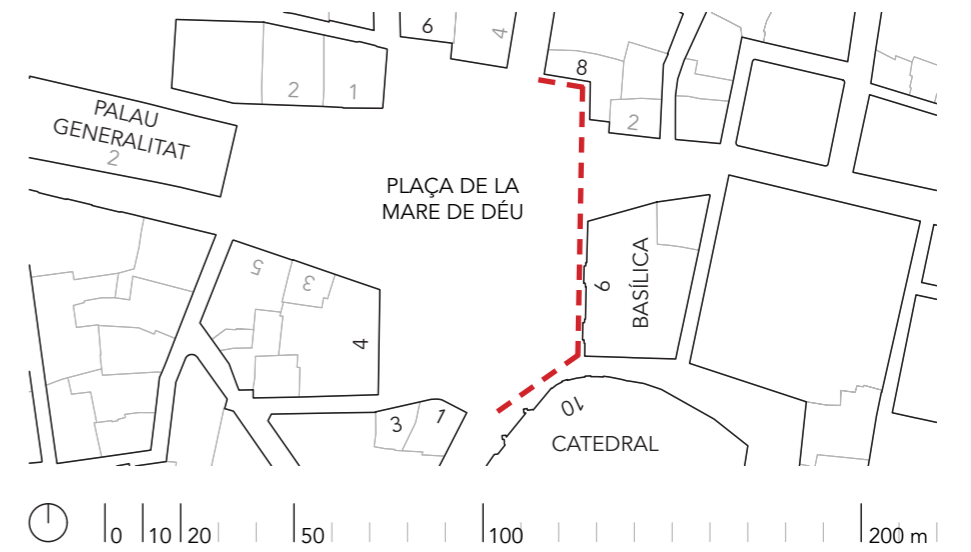 6
4
8
2
1
2
PALAU
GENERALITAT
2
PLAÇA DE LA
MARE DE DÉU
5
3
4
6
BASÍLICA
3
1
10
CATEDRAL
0 10 20 50 100 200 m